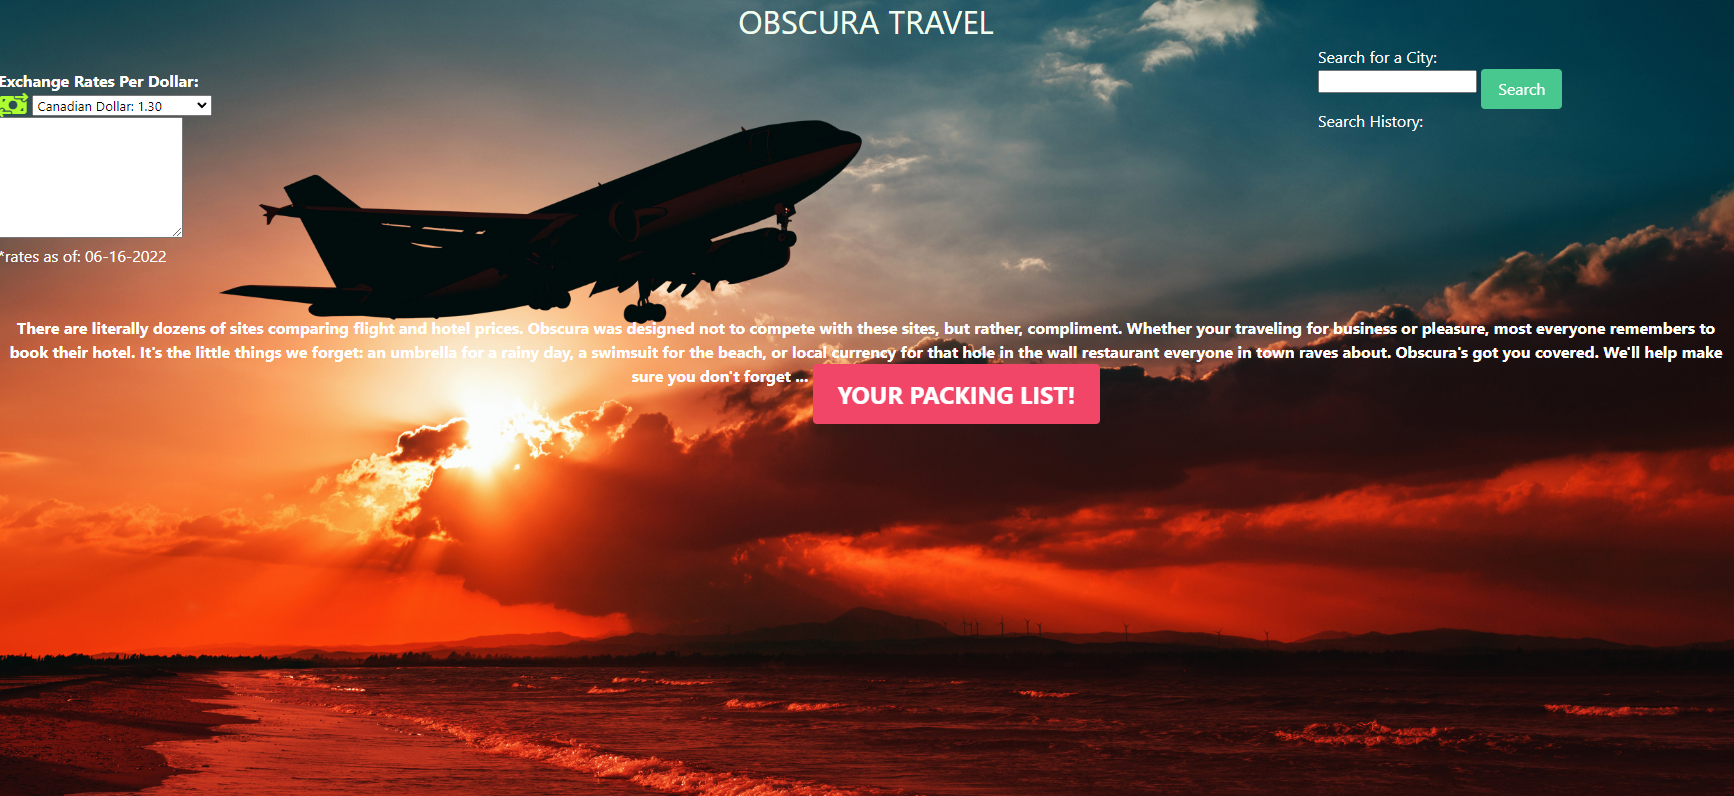 OBSCURA TRAVEL
Exchange Rates Per Dollar:
Canadian Dollar: 1.30
*rates as of: 06-16-2022
Search for a City:
Search
Search History:
There are literally dozens of sites comparing flight and hotel prices. Obscura was designed not to compete with these sites, but rather, compliment. Whether your traveling for business or pleasure, most everyone remembers to
book their hotel. It's the little things we forget: an umbrella for a rainy day, a swimsuit for the beach, or local currency for that hole in the wall restaurant everyone in town raves about. Obscura's got you covered. We'll help make
sure you don't forget ... YOUR PACKING LIST!